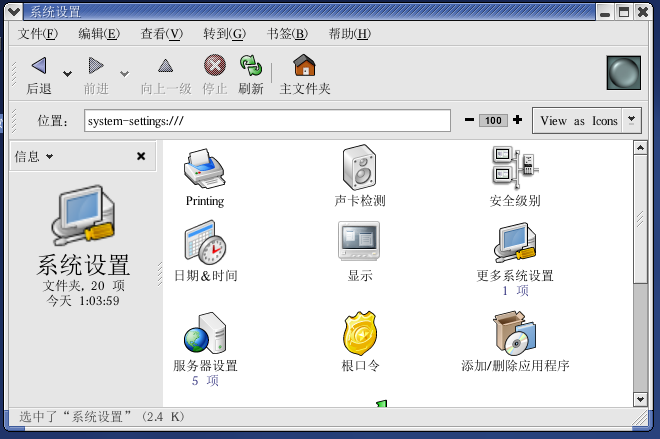 系统设置
文件(F) 编辑(E) 查看(V) 转到(G) 书签(B) 帮助(H)
后退 前进 向上一级 停止 刷新 主文件夹
位置： system-settings:/// 100 View as Icons
信息
系统设置
文件夹, 20 项
今天 1:03:59
Printing 声卡检测 安全级别
日期&时间 显示 更多系统设置
1 项
服务器设置 根口令 添加/删除应用程序
5 项
选中了“系统设置” (2.4 K)